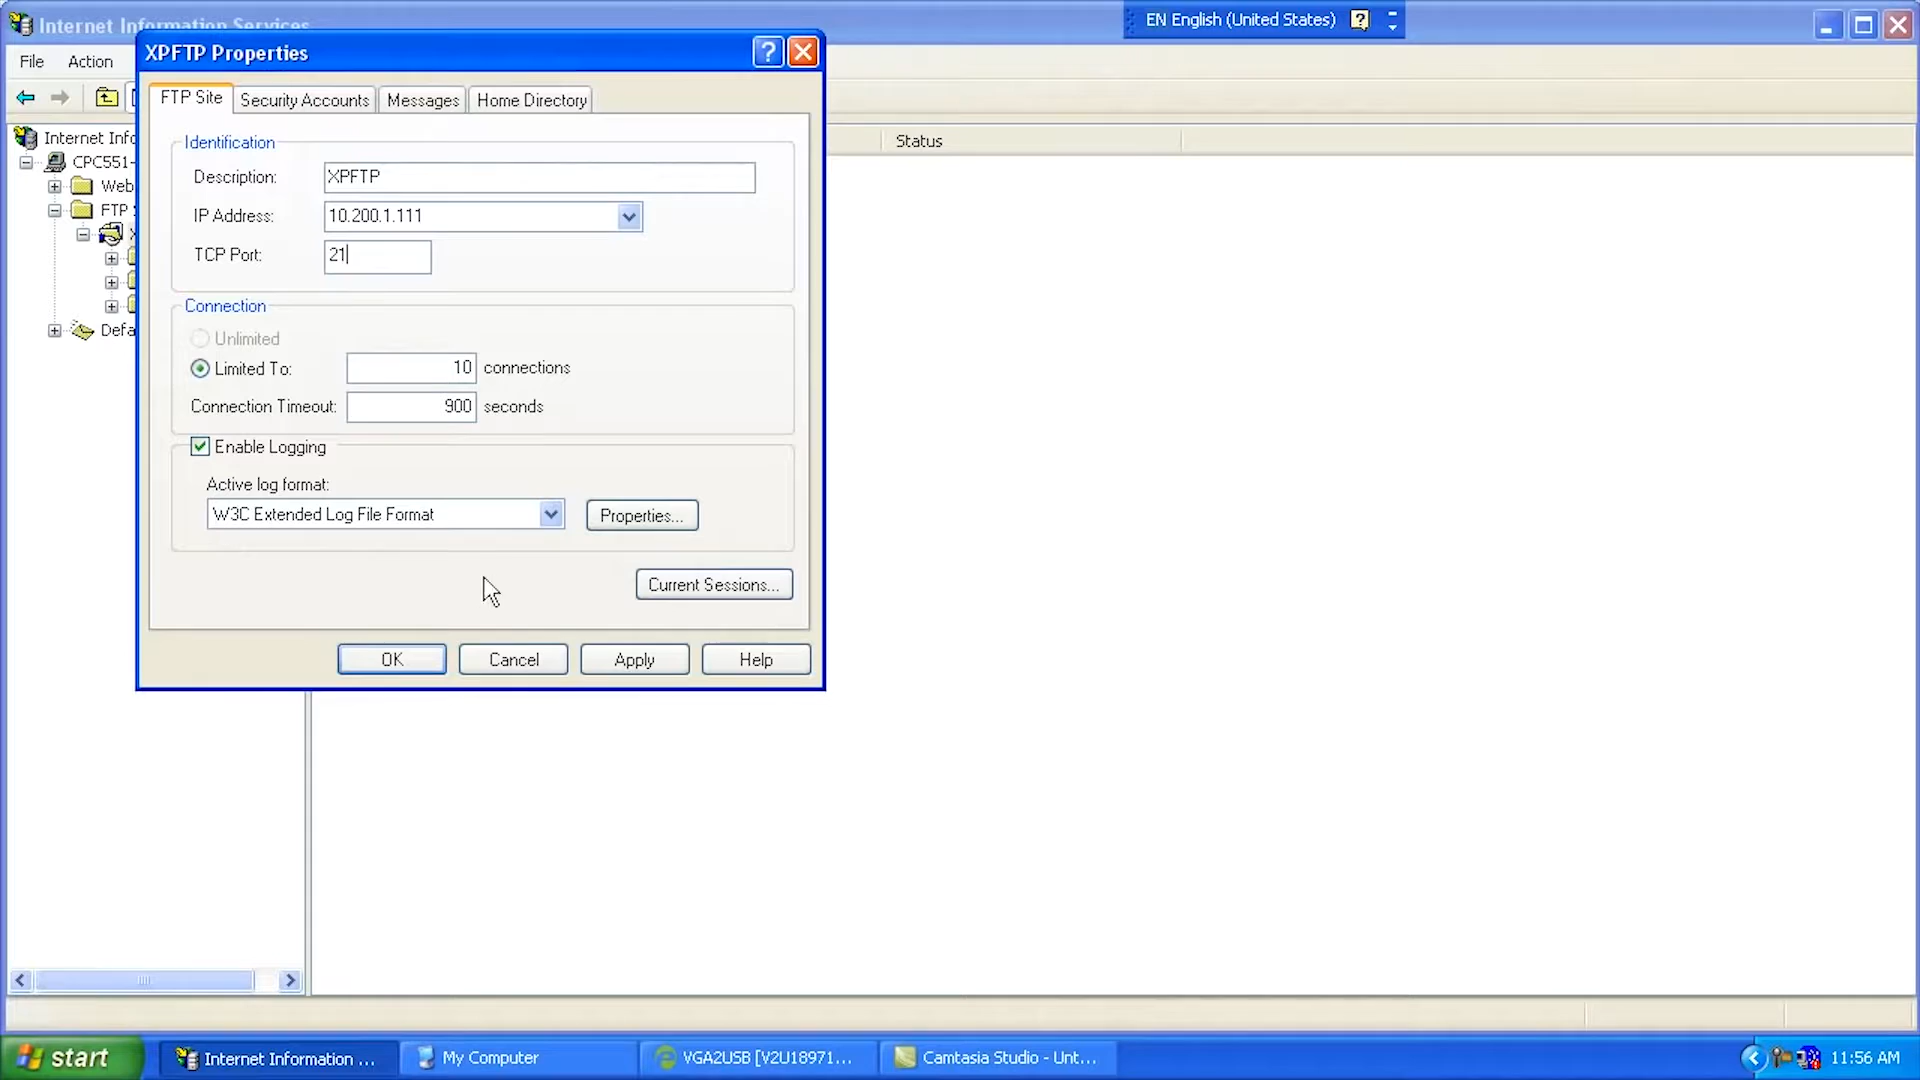 Internet Information Services
EN English (United States)
XPFTP Properties
File
Action
FTP Site
Security Accounts
Messages
Home Directory
Internet Info
CPC551-
Web
FTP
Defa
Status
Identification
Description:
XPFTP
IP Address:
10.200.1.111
TCP Port:
21
Connection
Unlimited
Limited To:
10
connections
Connection Timeout:
900
seconds
Enable Logging
Active log format:
W3C Extended Log File Format
Properties...
Current Sessions...
OK
Cancel
Apply
Help
start
Internet Information ...
My Computer
VGA2USB [V2U18971...
Camtasia Studio - Unt...
11:56 AM